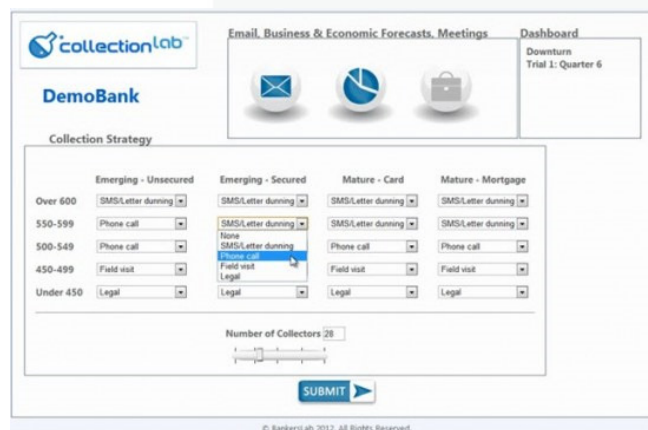 collectionlab™
Email, Business & Economic Forecasts, Meetings
Dashboard
Downturn
Trial 1: Quarter 6
DemoBank
Collection Strategy
Emerging - Unsecured Emerging - Secured Mature - Card Mature - Mortgage
Over 600 SMS/Letter dunning SMS/Letter dunning SMS/Letter dunning SMS/Letter dunning
550-599 Phone call SMS/Letter dunning SMS/Letter dunning SMS/Letter dunning
None
SMS/Letter dunning
Phone call
Field visit
Legal
500-549 Phone call Phone call Phone call
450-499 Field visit Field visit Field visit
Under 450 Legal Legal Legal Legal
Number of Collectors 28
SUBMIT
© BankersLab 2012. All Rights Reserved.